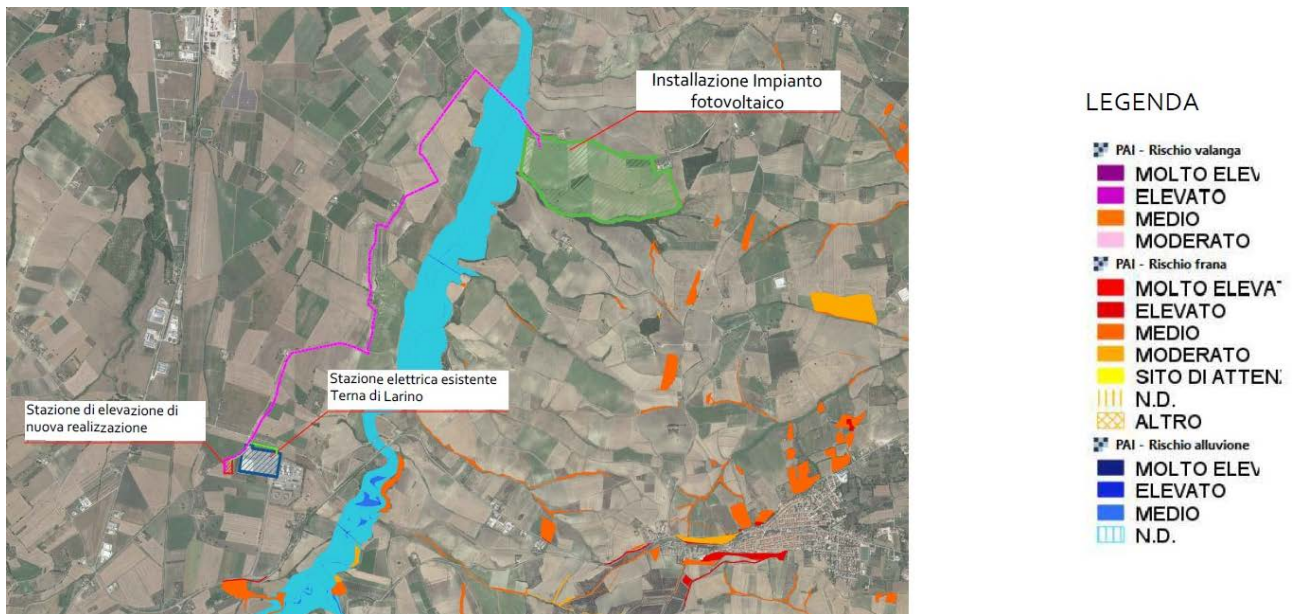 Installazione Impianto
fotovoltaico
Stazione elettrica esistente
Terna di Larino
Stazione di elevazione di
nuova realizzazione
LEGENDA
PAI - Rischio valanga
MOLTO ELEV
ELEVATO
MEDIO
MODERATO
PAI - Rischio frana
MOLTO ELEVAT
ELEVATO
MEDIO
MODERATO
SITO DI ATTEN
N.D.
ALTRO
PAI - Rischio alluvione
MOLTO ELEV
ELEVATO
MEDIO
N.D.